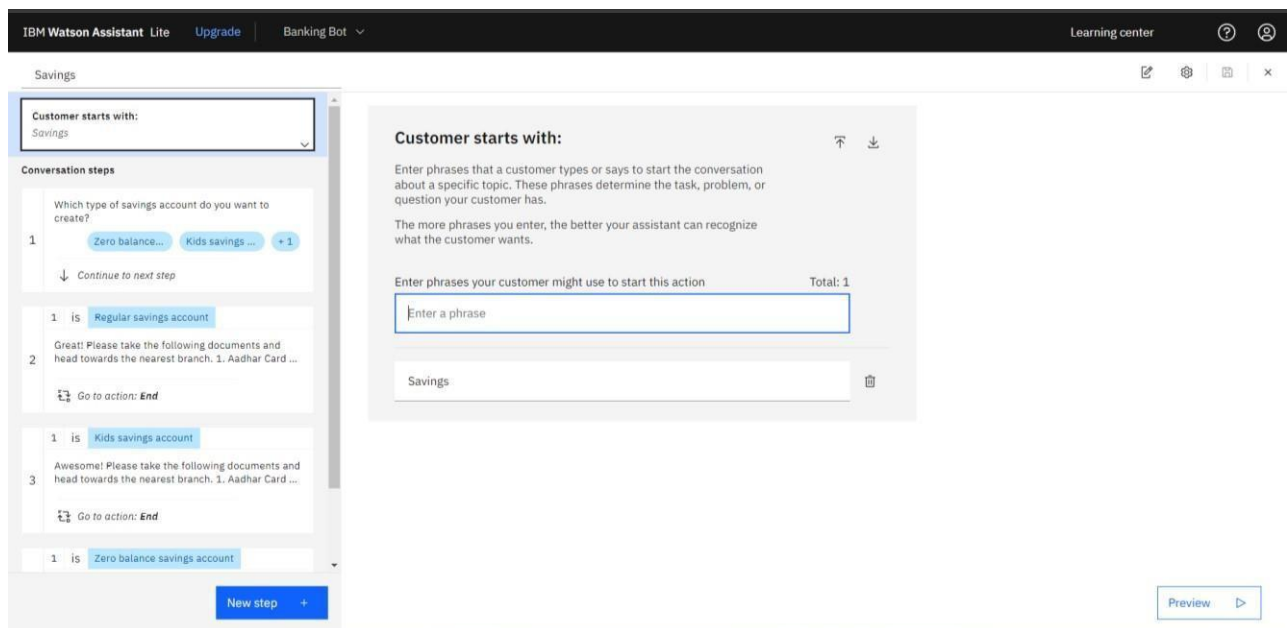 IBM Watson Assistant Lite Upgrade Banking Bot Learning center
Savings
Customer starts with:
Savings
Conversation steps
Which type of savings account do you want to
create?
1
Zero balance... Kids savings ... + 1
Continue to next step
1 is Regular savings account
Great! Please take the following documents and
2 head towards the nearest branch. 1. Aadhar Card ...
Go to action: End
1 is Kids savings account
Awesome! Please take the following documents and
3 head towards the nearest branch. 1. Aadhar Card ...
Go to action: End
1 is Zero balance savings account
New step +
Customer starts with:
Enter phrases that a customer types or says to start the conversation
about a specific topic. These phrases determine the task, problem, or
question your customer has.
The more phrases you enter, the better your assistant can recognize
what the customer wants.
Enter phrases your customer might use to start this action Total: 1
Enter a phrase
Savings
Preview